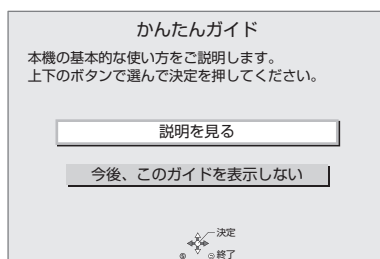 かんたんガイド
本機の基本的な使い方をご説明します。
上下のボタンで選んで決定を押してください。
説明を見る
今後、このガイドを表示しない
決定
終了